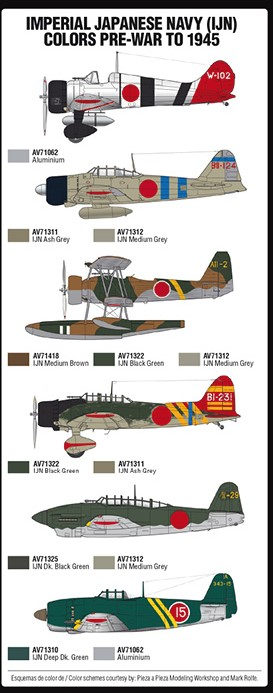 IMPERIAL JAPANESE NAVY (IJN)
COLORS PRE-WAR TO 1945
W-102
AV71062
Aluminium
BII-124
AV71311
IJN Ash Grey
AV71312
IJN Medium Grey
AV71418
IJN Medium Brown
AV71322
IJN Black Green
AV71312
IJN Medium Grey
AV71322
IJN Black Green
AV71311
IJN Ash Grey
AV71325
IJN Dk. Black Green
AV71312
IJN Medium Grey
15
AV71310
IJN Deep Dk. Green
AV71062
Aluminium
Esquemas de color de / Color schemes courtesy by: Pieza a Pieza Modeling Workshop and Mark Rolfe.